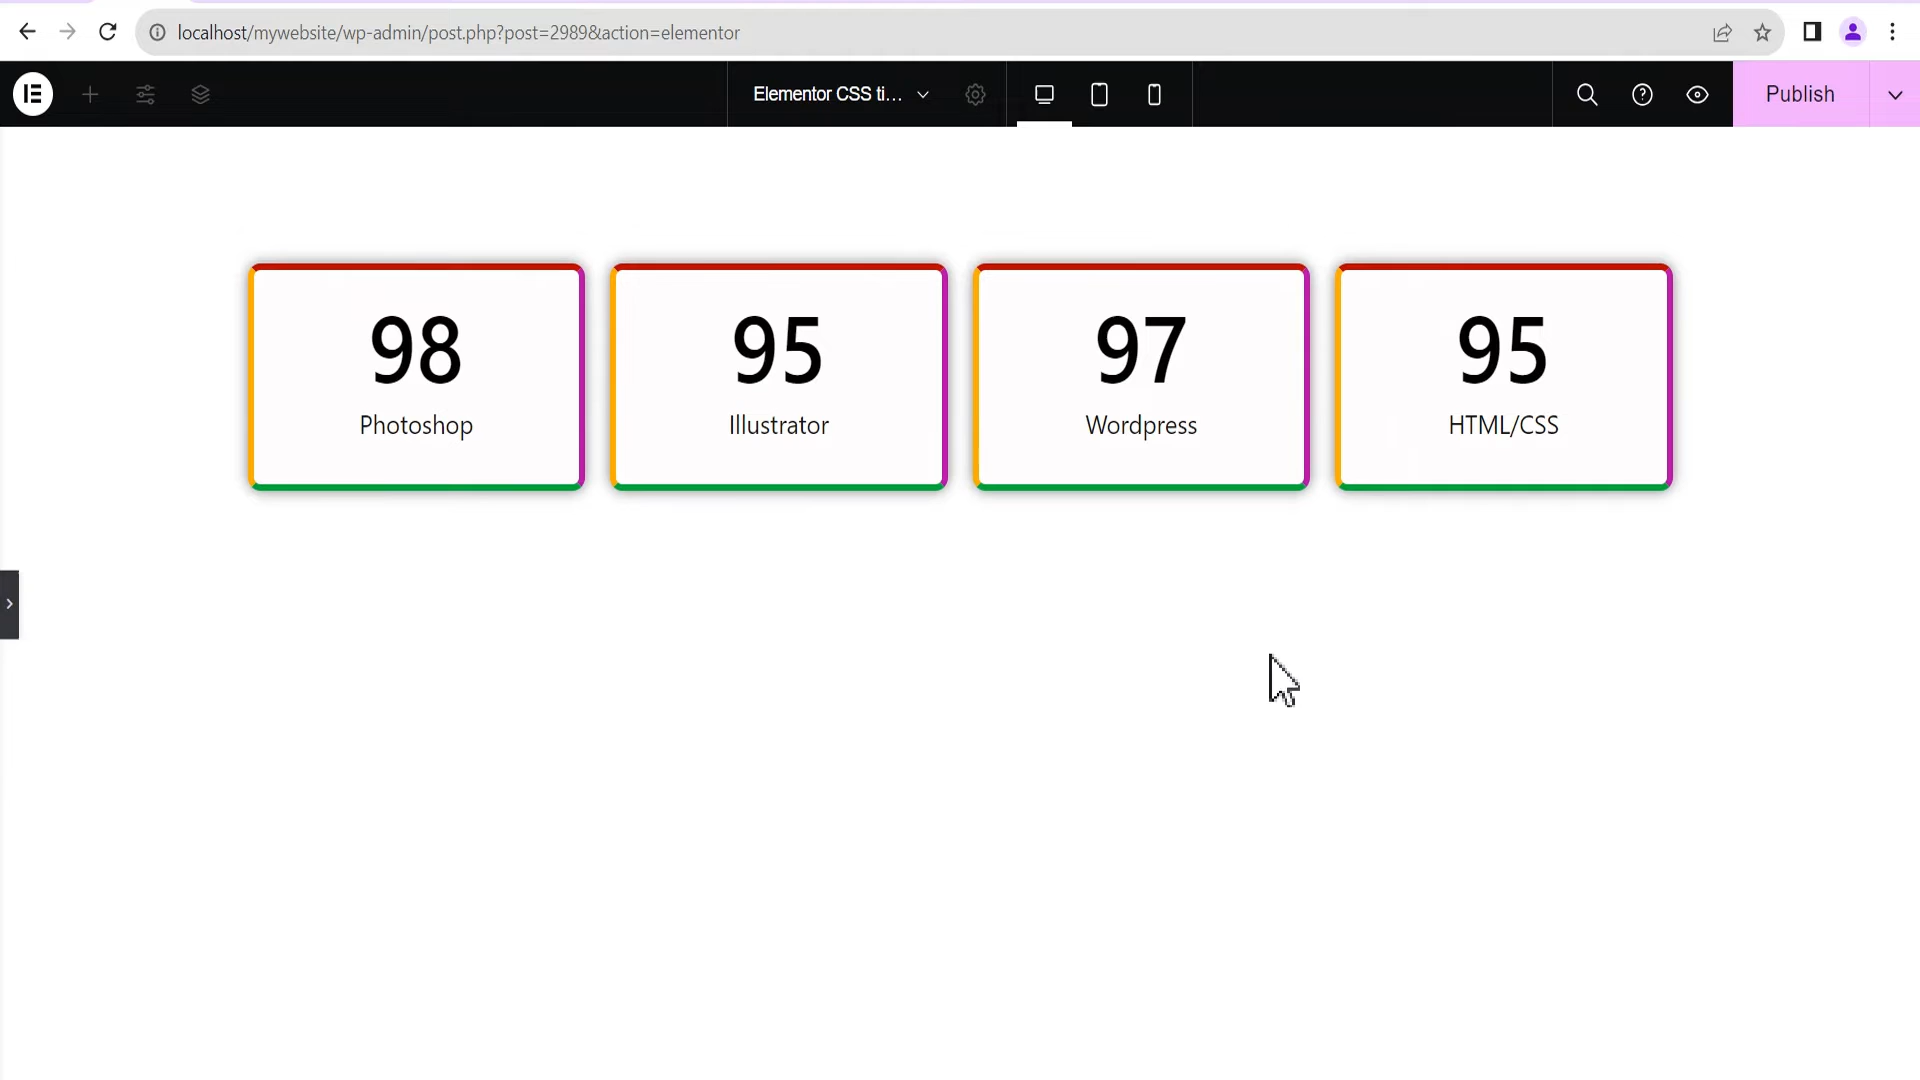 localhost/mywebsite/wp-admin/post.php?post=2989&action=elementor
Elementor CSS ti...
Publish
98
95
97
95
Photoshop
Illustrator
Wordpress
HTML/CSS